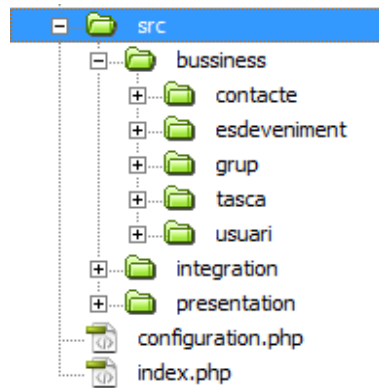 src
bussiness
contacte
esdeveniment
grup
tasca
usuari
integration
presentation
configuration.php
index.php